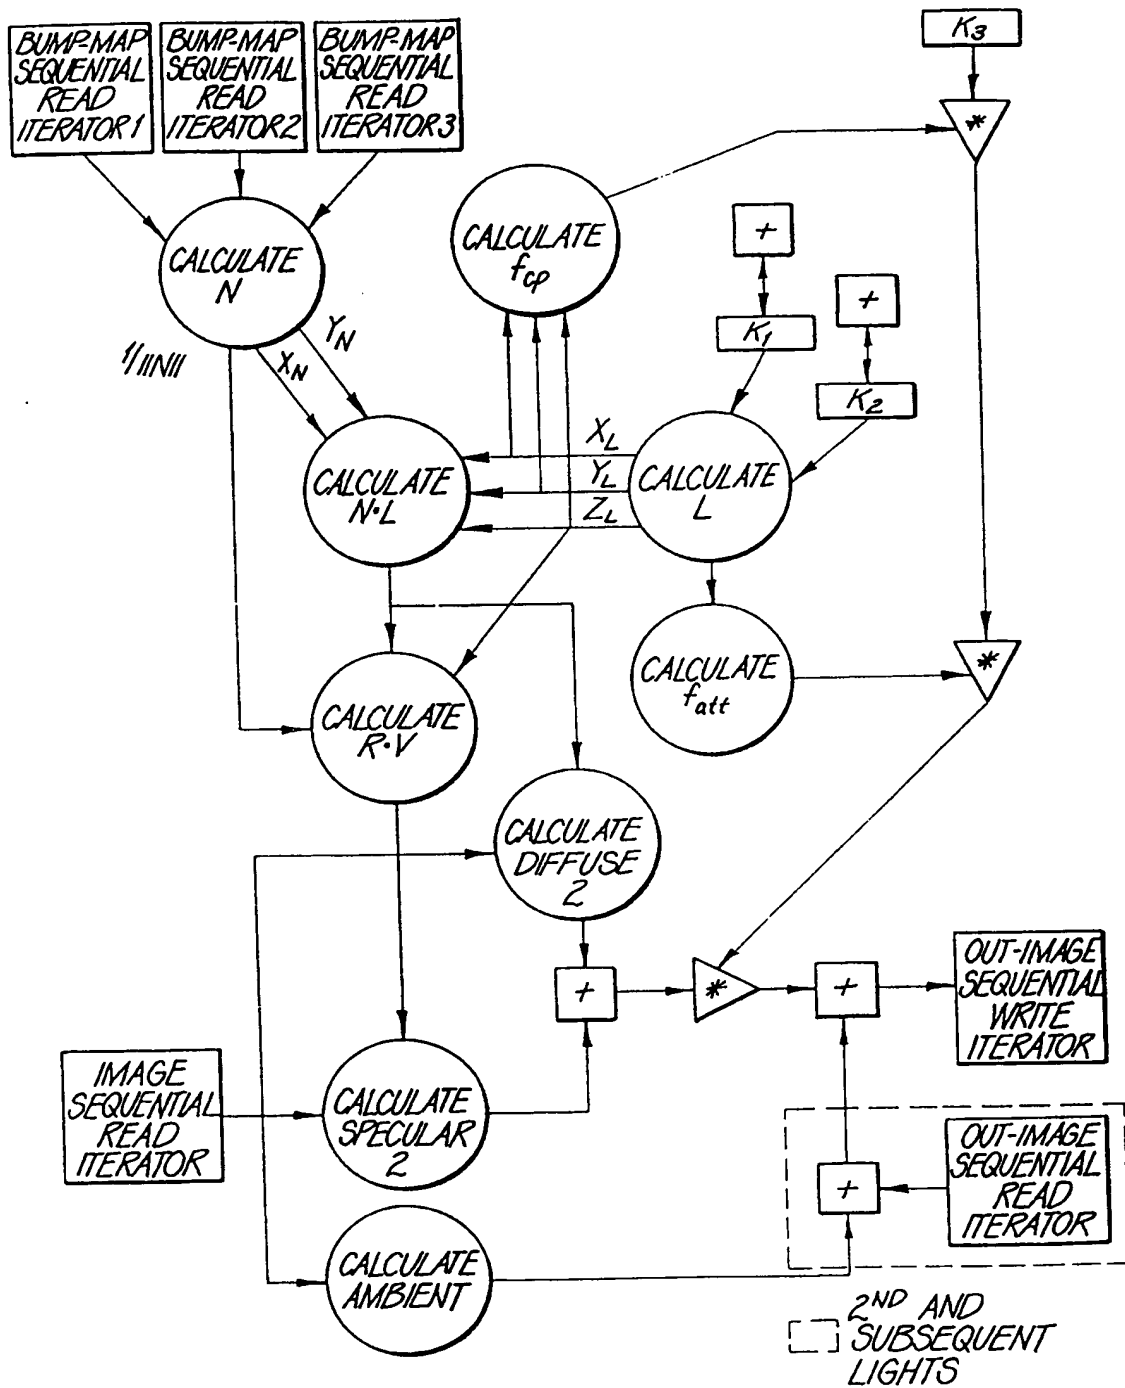 BUMP-MAP
SEQUENTIAL
READ
ITERATOR 1
BUMP-MAP
SEQUENTIAL
READ
ITERATOR 2
BUMP-MAP
SEQUENTIAL
READ
ITERATOR 3
K3
*
CALCULATE
N
CALCULATE
fcp
+
+
K1
K2
1/||N||
XN
YN
CALCULATE
N·L
XL
YL
ZL
CALCULATE
L
CALCULATE
R·V
CALCULATE
fatt
*
CALCULATE
DIFFUSE
2
+
*
+
OUT-IMAGE
SEQUENTIAL
WRITE
ITERATOR
IMAGE
SEQUENTIAL
READ
ITERATOR
CALCULATE
SPECULAR
2
+
OUT-IMAGE
SEQUENTIAL
READ
ITERATOR
CALCULATE
AMBIENT
2ND AND
SUBSEQUENT
LIGHTS